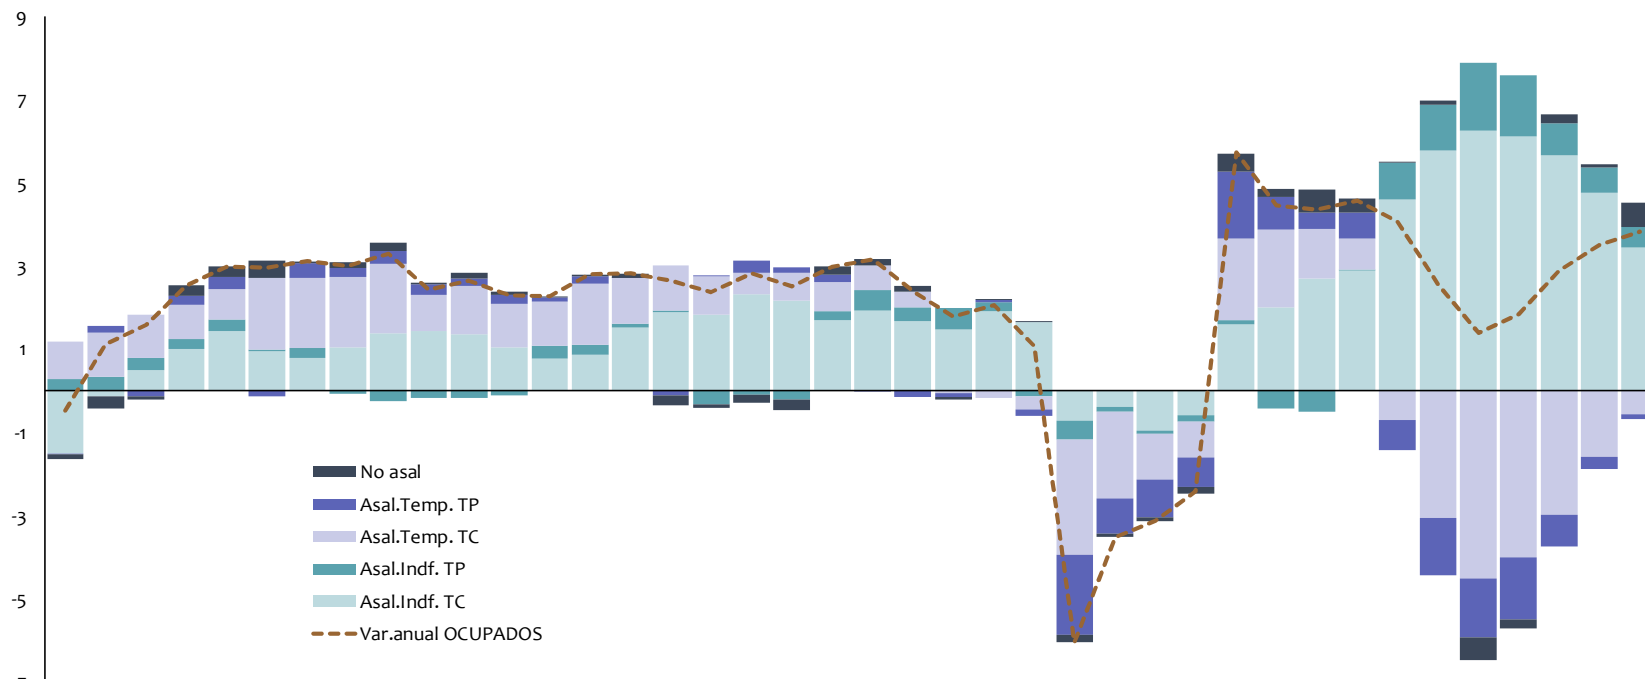 9
7
5
3
1
-1
-3
-5
No asal
Asal.Temp. TP
Asal.Temp. TC
Asal.Indf. TP
Asal.Indf. TC
Var.anual OCUPADOS